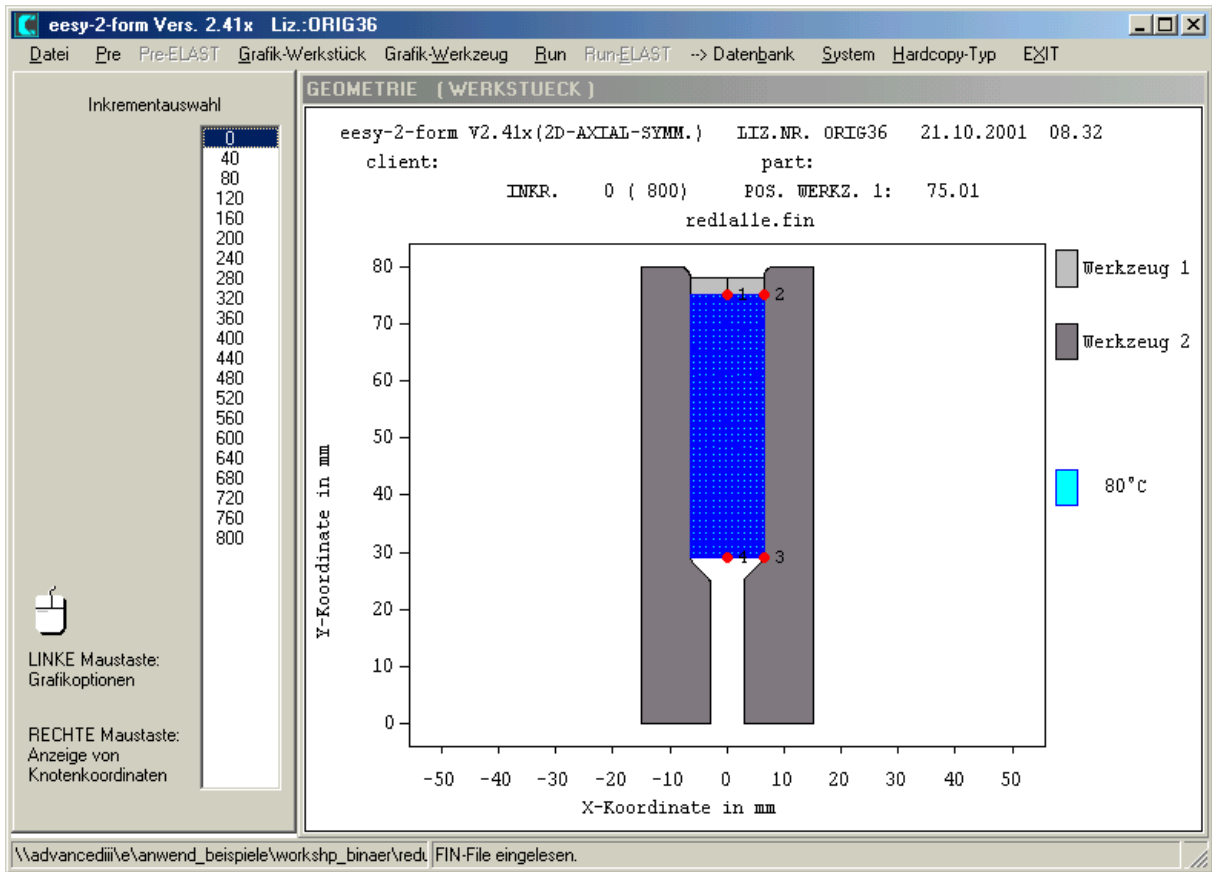 eesy-2-form Vers. 2.41x Liz.:ORIG36
Datei Pre Pre-ELAST Grafik-Werkstück Grafik-Werkzeug Run Run-ELAST --> Datenbank System Hardcopy-Typ EXIT
Inkrementauswahl
0
40
80
120
160
200
240
280
320
360
400
440
480
520
560
600
640
680
720
760
800
LINKE Maustaste:
Grafikoptionen
RECHTE Maustaste:
Anzeige von
Knotenkoordinaten
GEOMETRIE (WERKSTUECK)
eesy-2-form V2.41x(2D-AXIAL-SYMM.) LIZ.NR. ORIG36 21.10.2001 08.32
client: part:
INKR. 0 ( 800) POS. WERKZ. 1: 75.01
red1a11e.fin
80
70
60
50
40
30
20
10
0
Y-Koordinate in mm
1 2
4 3
-50 -40 -30 -20 -10 0 10 20 30 40 50
X-Koordinate in mm
Werkzeug 1
Werkzeug 2
80°C
\\advancediii\e\anwend_beispiele\workshp_binaer\redu FIN-File eingelesen.